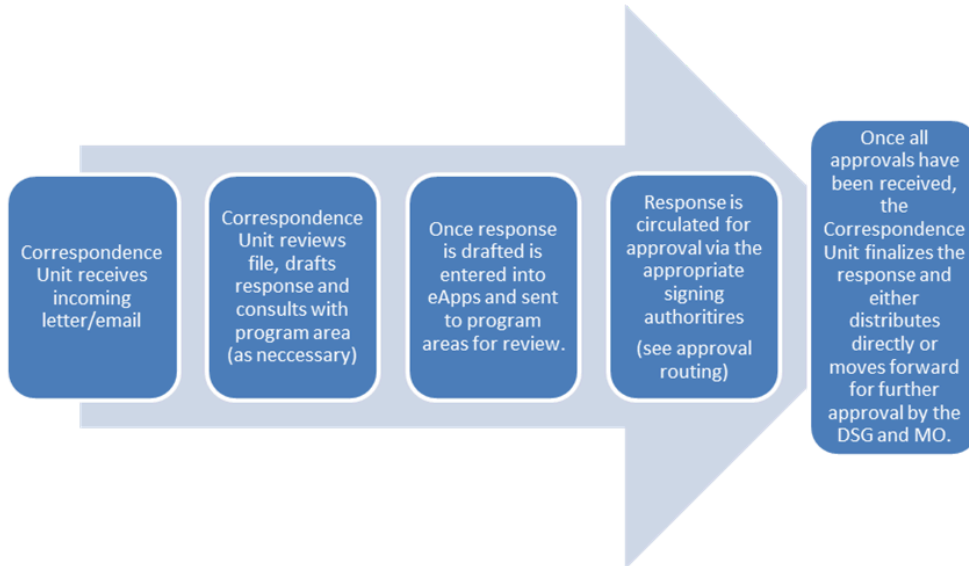 Correspondence
Unit receives
incoming
letter/email
Correspondence
Unit reviews
file, drafts
response and
consults with
program area
(as neccessary)
Once response
is drafted is
entered into
eApps and sent
to program
areas for review.
Response is
circulated for
approval via the
appropriate
signing
authoritires
(see approval
routing)
Once all
approvals have
been received,
the
Correspondence
Unit finalizes the
response and
either
distributes
directly or
moves forward
for further
approval by the
DSG and MO.